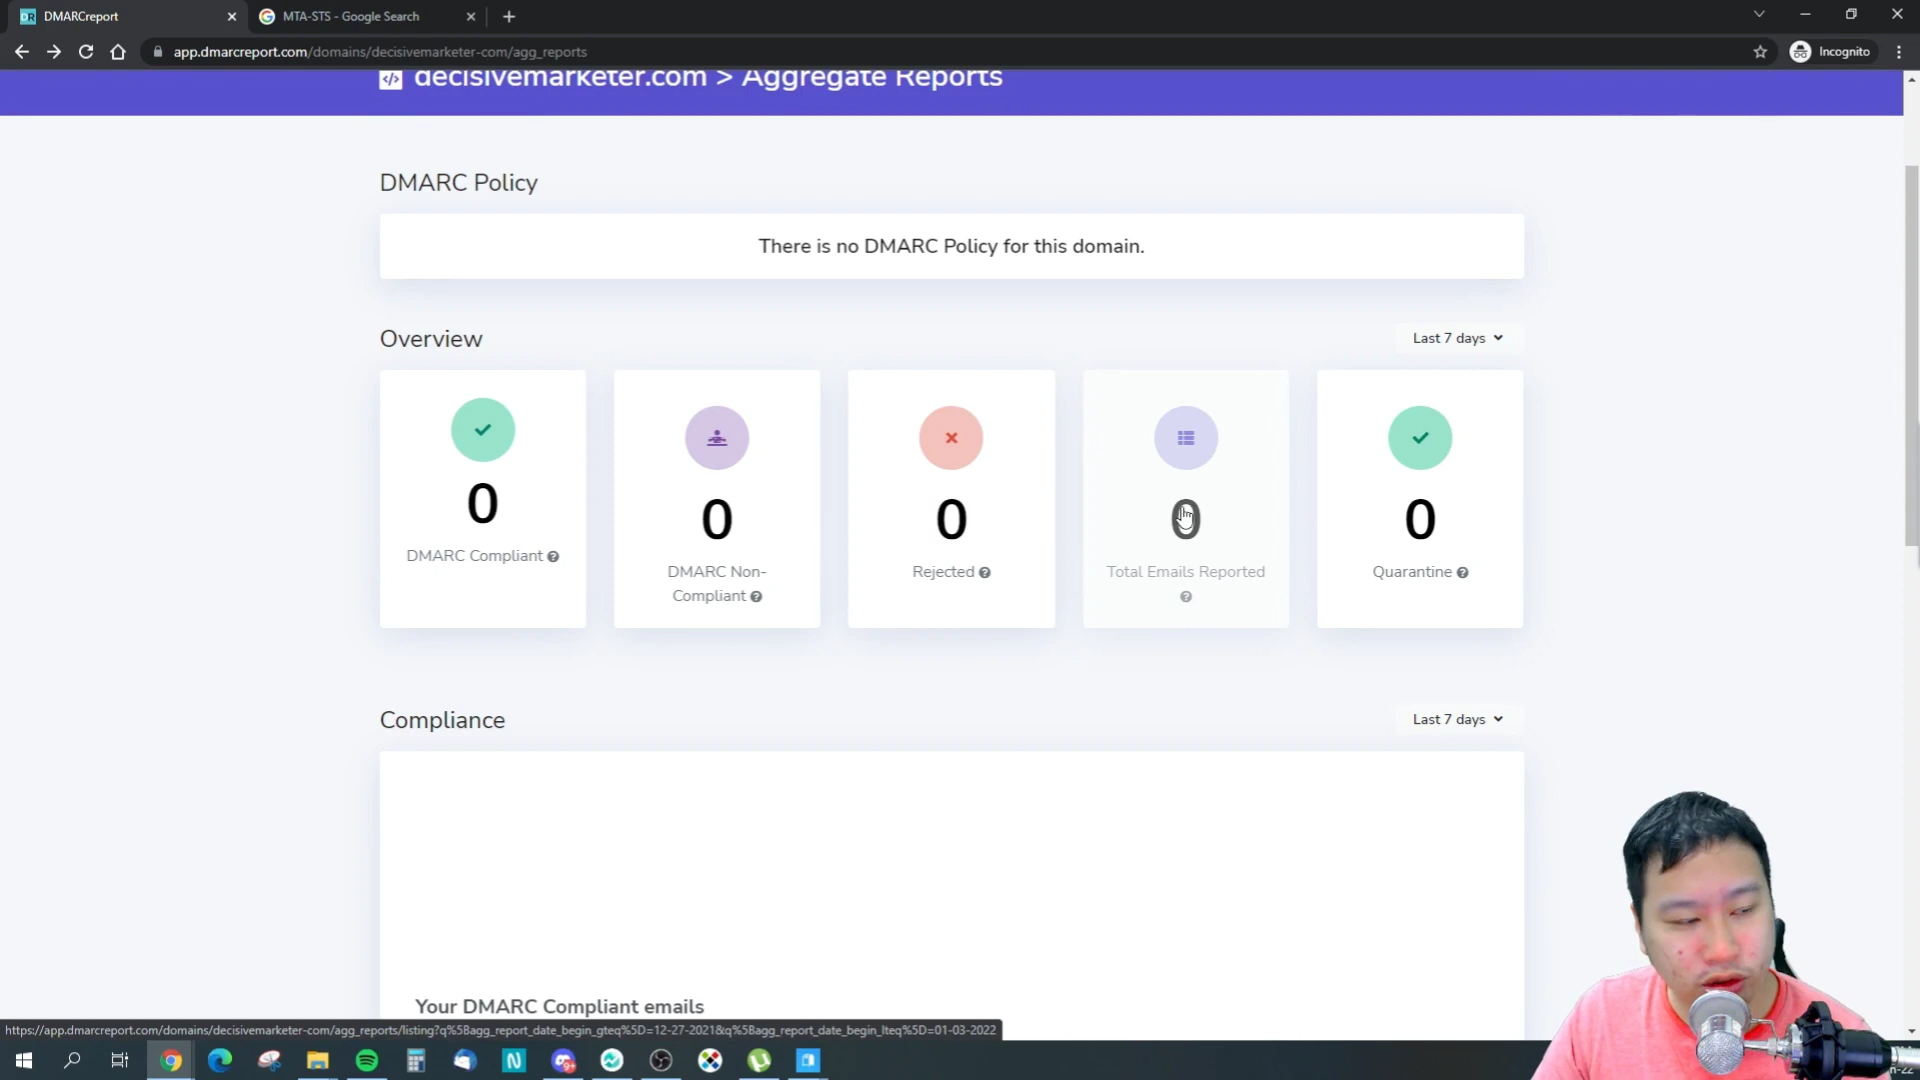 DMARCreport
MTA-STS - Google Search
app.dmarcreport.com/domains/decisivemarketer-com/agg_reports
Incognito
decisivemarketer.com > Aggregate Reports
DMARC Policy
There is no DMARC Policy for this domain.
Overview
Last 7 days
0
DMARC Compliant
0
DMARC Non-
Compliant
0
Rejected
0
Total Emails Reported
0
Quarantine
Compliance
Last 7 days
Your DMARC Compliant emails
https://app.dmarcreport.com/domains/decisivemarketer-com/agg_reports/listing?q%5Bagg_report_date_begin_gteq%5D=12-27-2021&q%5Bagg_report_date_begin_lteq%5D=01-03-2022